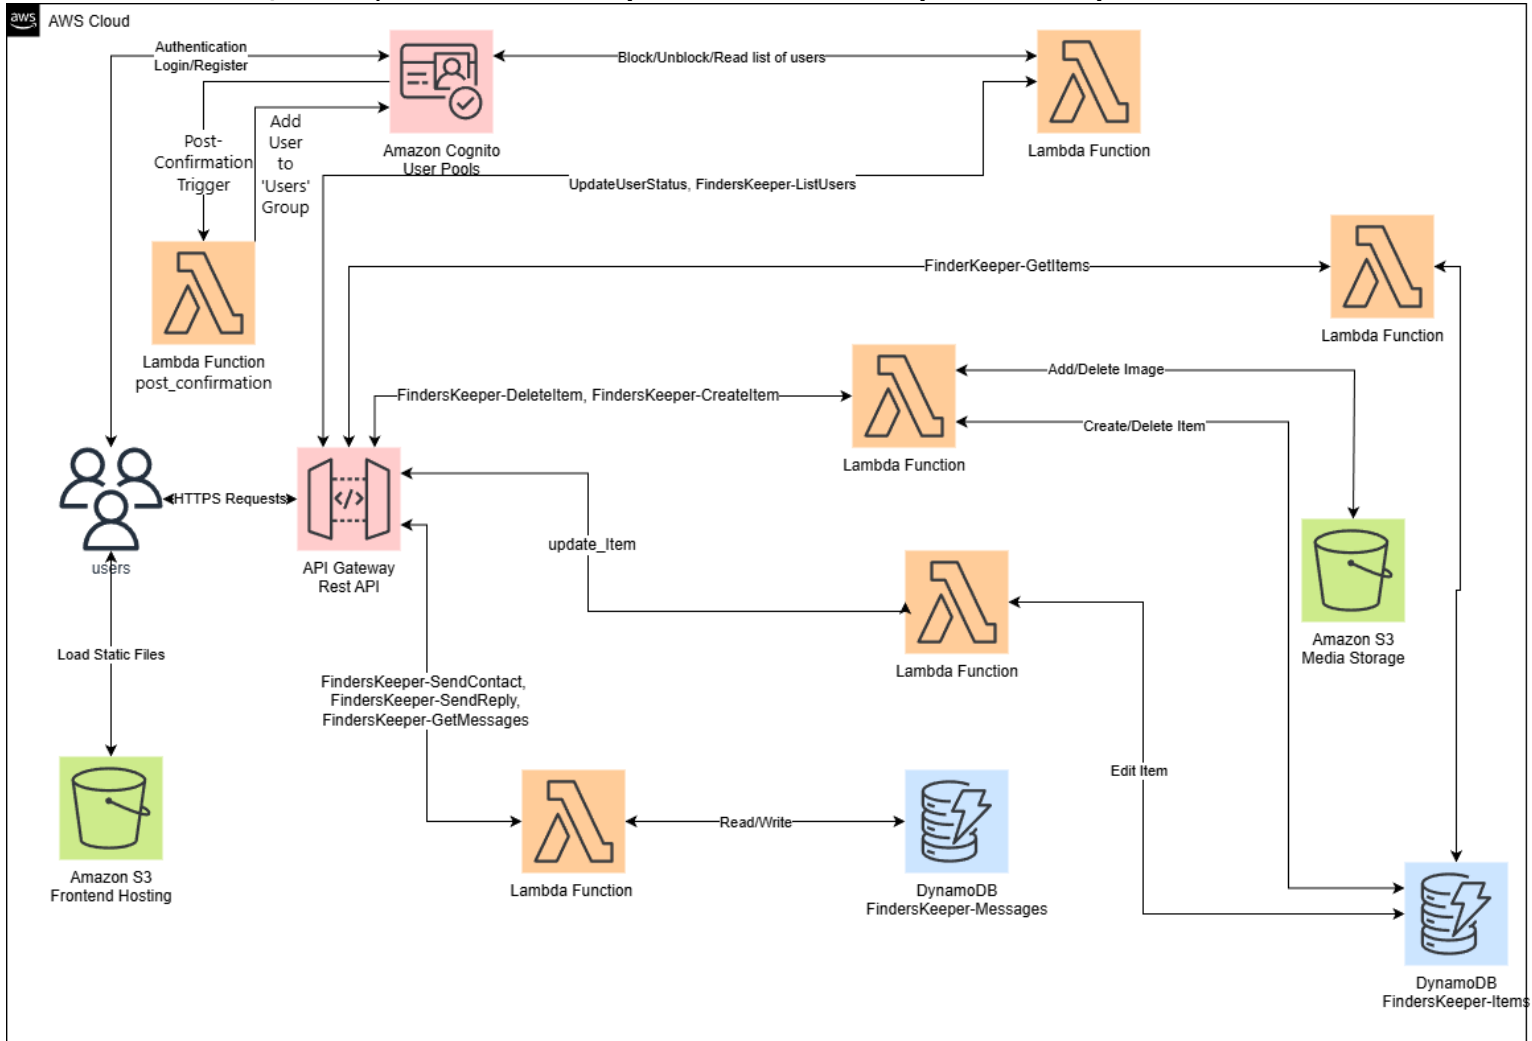 aws
AWS Cloud
Authentication
Login/Register
Block/Unblock/Read list of users
Add
User
to
'Users'
Group
Post-
Confirmation
Trigger
Amazon Cognito
User Pools
Lambda Function
UpdateUserStatus, FindersKeeper-ListUsers
FinderKeeper-GetItems
Lambda Function
Lambda Function
post_confirmation
Add/Delete Image
FindersKeeper-DeleteItem, FindersKeeper-CreateItem
Create/Delete Item
Lambda Function
HTTPS Requests
</>
update_Item
users
API Gateway
Rest API
Load Static Files
Lambda Function
Amazon S3
Media Storage
FindersKeeper-SendContact,
FindersKeeper-SendReply,
FindersKeeper-GetMessages
Edit Item
Read/Write
Amazon S3
Frontend Hosting
Lambda Function
DynamoDB
FindersKeeper-Messages
DynamoDB
FindersKeeper-Items